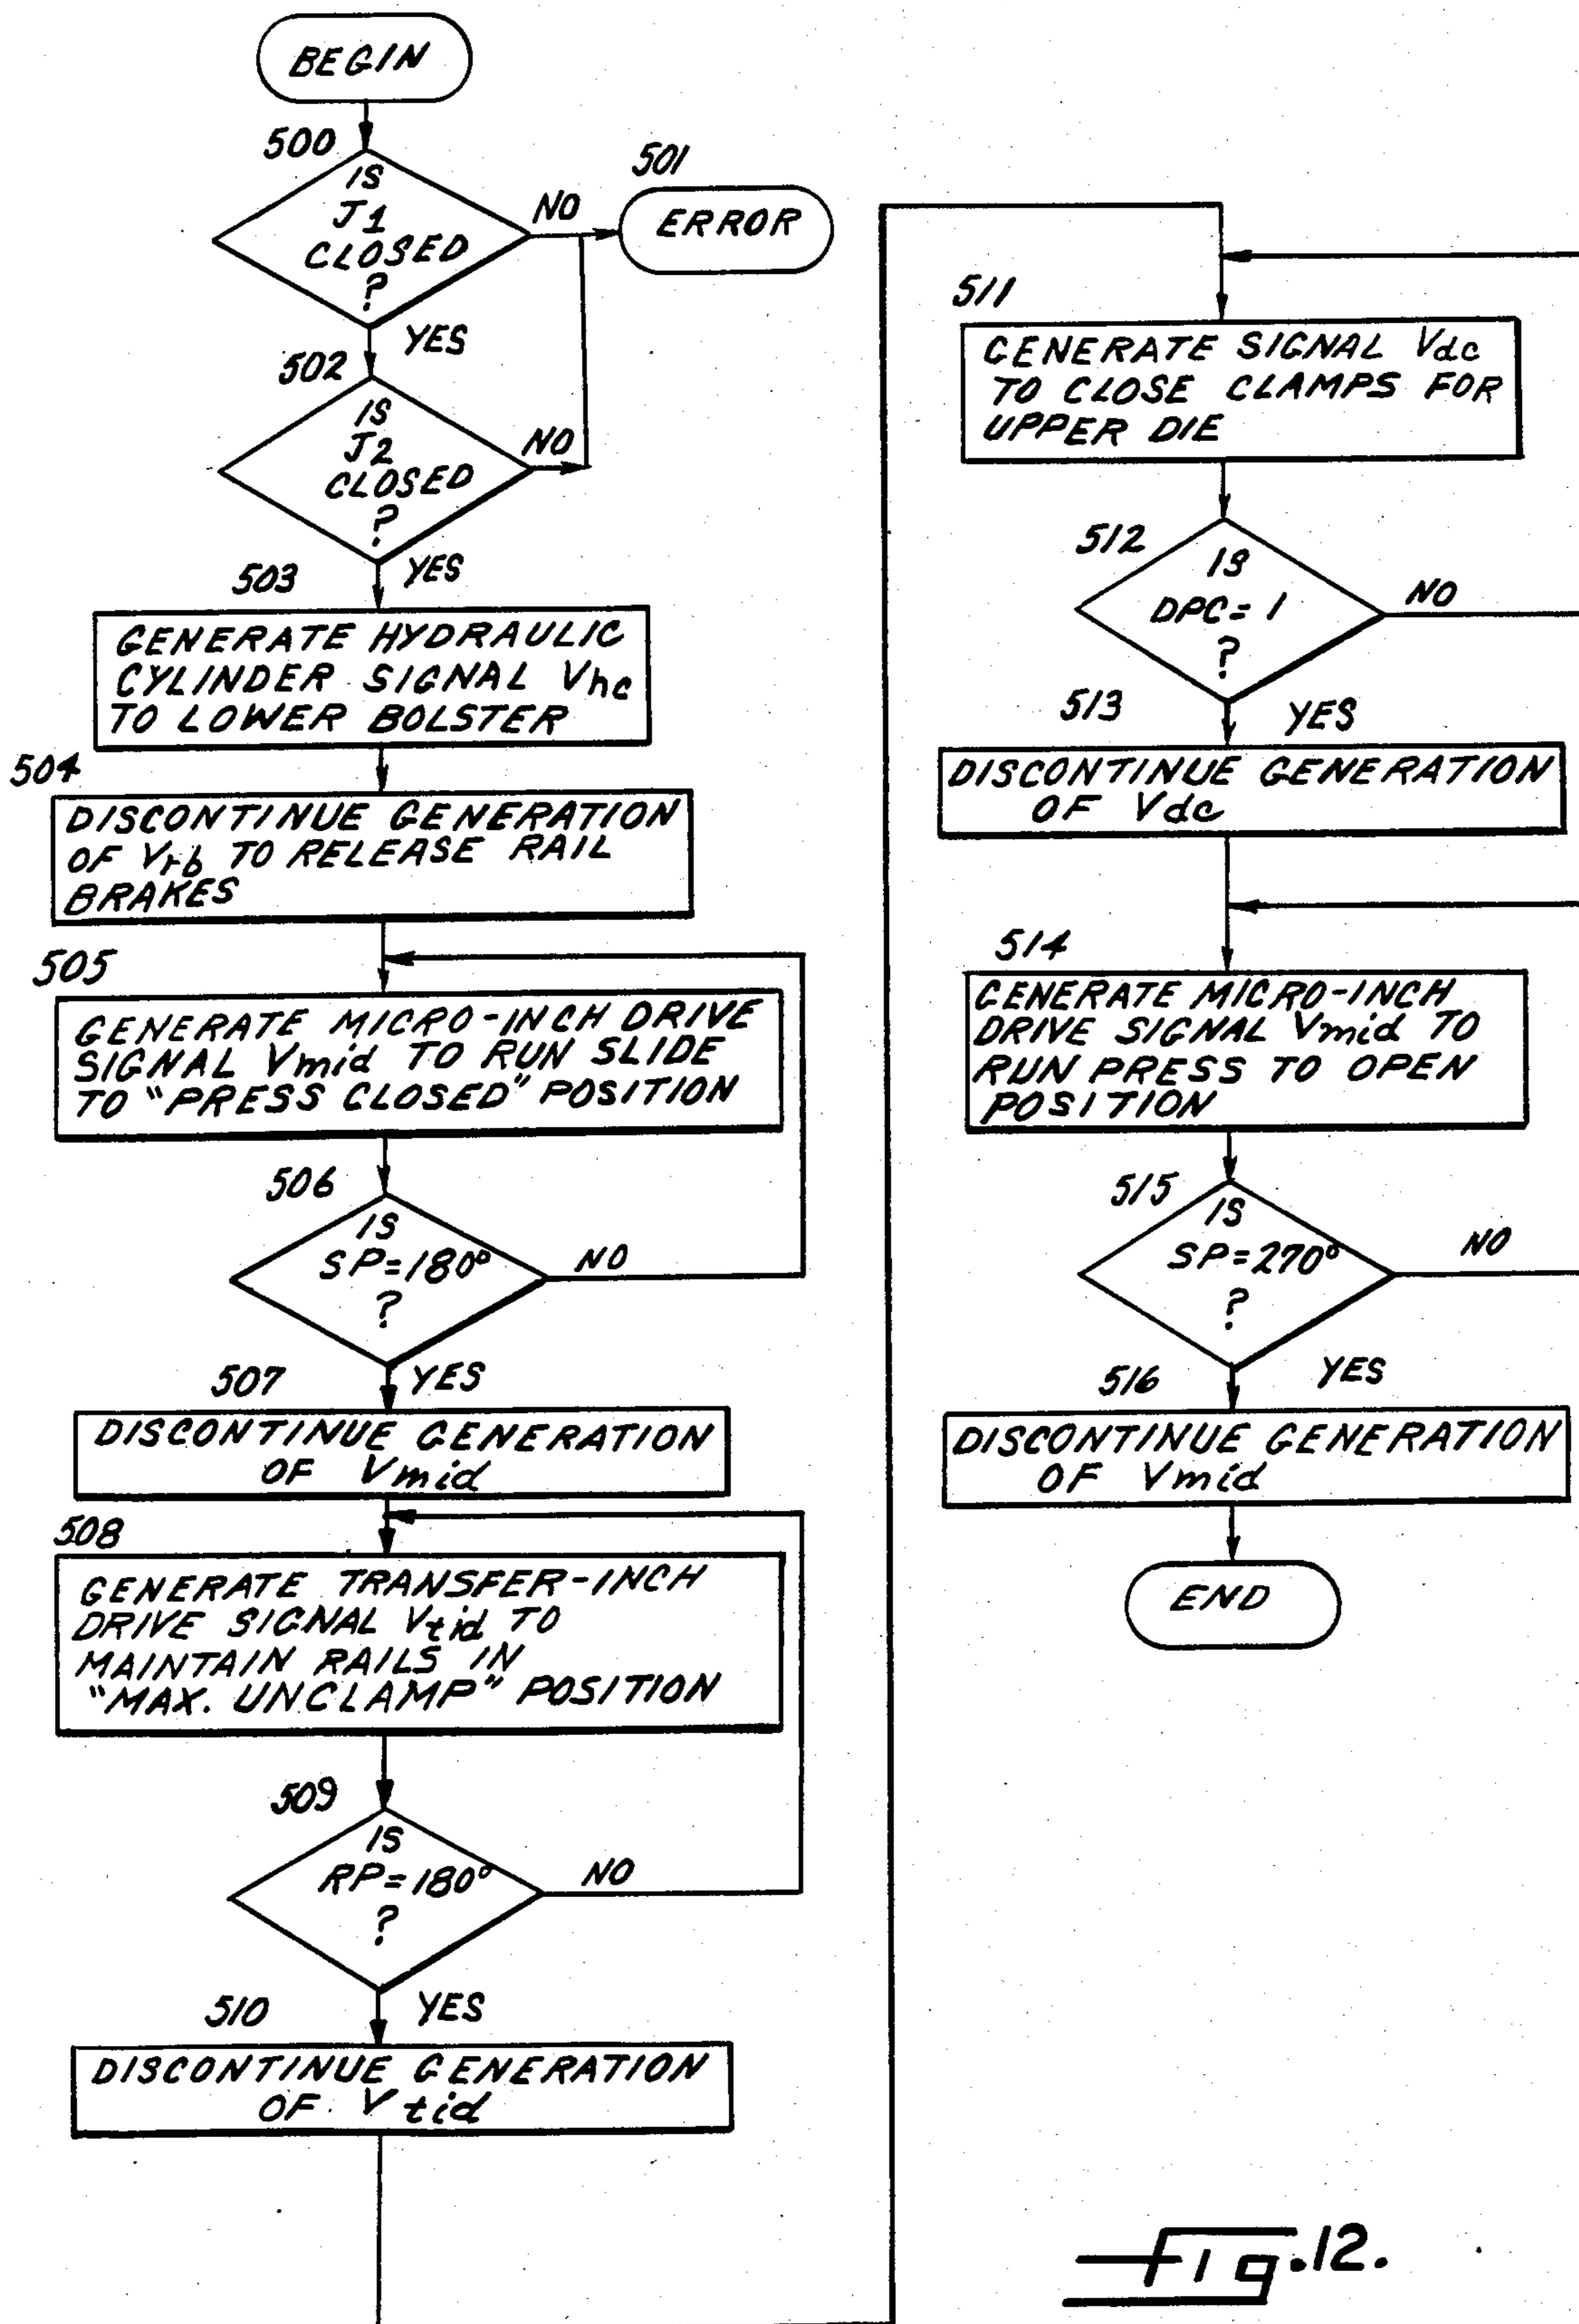 BEGIN
500
IS
J1
CLOSED
?
NO
501
ERROR
YES
502
IS
J2
CLOSED
?
NO
YES
503
GENERATE HYDRAULIC
CYLINDER SIGNAL Vhc
TO LOWER BOLSTER
504
DISCONTINUE GENERATION
OF Vrb TO RELEASE RAIL
BRAKES
505
GENERATE MICRO-INCH DRIVE
SIGNAL Vmid TO RUN SLIDE
TO "PRESS CLOSED" POSITION
506
IS
SP=180°
?
NO
YES
507
DISCONTINUE GENERATION
OF Vmid
508
GENERATE TRANSFER-INCH
DRIVE SIGNAL Vtid TO
MAINTAIN RAILS IN
"MAX. UNCLAMP" POSITION
509
IS
RP=180°
?
NO
YES
510
DISCONTINUE GENERATION
OF Vtid
511
GENERATE SIGNAL Vdc
TO CLOSE CLAMPS FOR
UPPER DIE
512
IS
DPC=1
?
NO
YES
513
DISCONTINUE GENERATION
OF Vdc
514
GENERATE MICRO-INCH
DRIVE SIGNAL Vmid TO
RUN PRESS TO OPEN
POSITION
515
IS
SP=270°
?
NO
YES
516
DISCONTINUE GENERATION
OF Vmid
END
Fig.12.